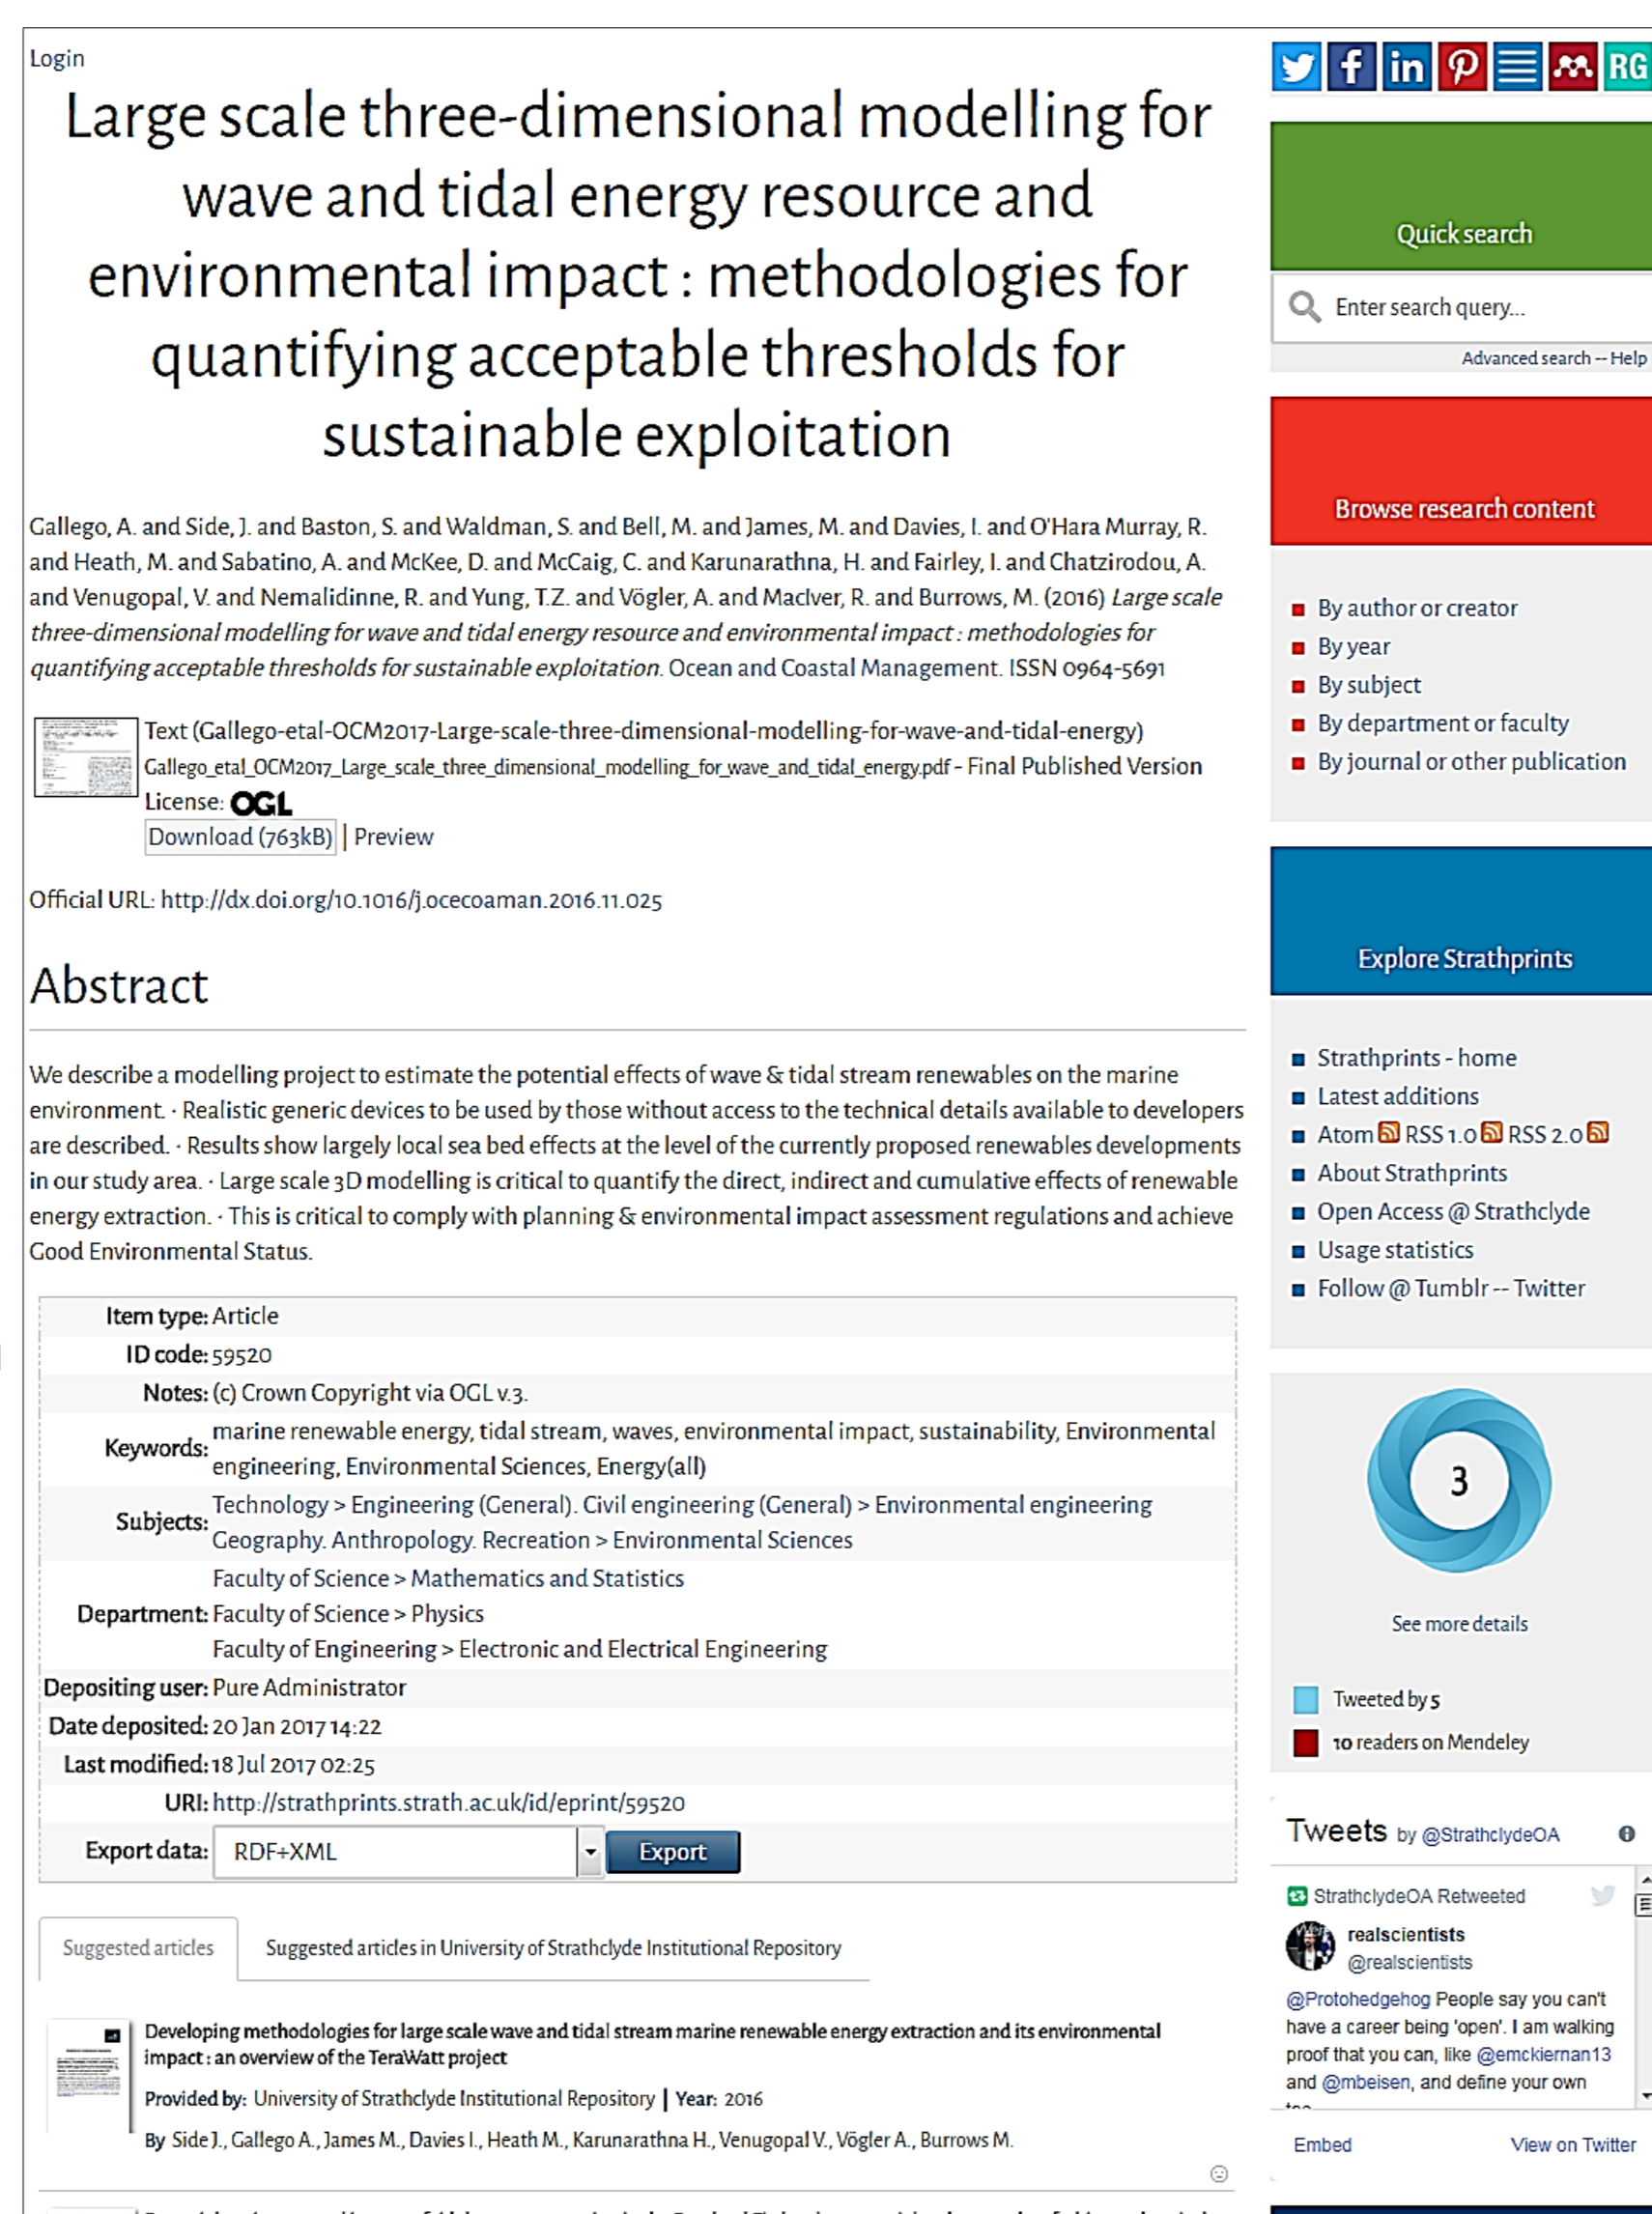 Login
Large scale three-dimensional modelling for
wave and tidal energy resource and
environmental impact : methodologies for
quantifying acceptable thresholds for
sustainable exploitation
Gallego, A. and Side, J. and Baston, S. and Waldman, S. and Bell, M. and James, M. and Davies, I. and O'Hara Murray, R.
and Heath, M. and Sabatino, A. and McKee, D. and McCaig, C. and Karunarathna, H. and Fairley, I. and Chatzirodou, A.
and Venugopal, V. and Nemalidinne, R. and Yung, T.Z. and Vögler, A. and MacIver, R. and Burrows, M. (2016) Large scale
three-dimensional modelling for wave and tidal energy resource and environmental impact : methodologies for
quantifying acceptable thresholds for sustainable exploitation. Ocean and Coastal Management. ISSN 0964-5691
Text (Gallego-etal-OCM2017-Large-scale-three-dimensional-modelling-for-wave-and-tidal-energy)
Gallego_etal_OCM2017_Large_scale_three_dimensional_modelling_for_wave_and_tidal_energy.pdf - Final Published Version
License: OGL
Download (763kB) | Preview
Official URL: http://dx.doi.org/10.1016/j.ocecoaman.2016.11.025
Abstract
We describe a modelling project to estimate the potential effects of wave & tidal stream renewables on the marine
environment. · Realistic generic devices to be used by those without access to the technical details available to developers
are described. · Results show largely local sea bed effects at the level of the currently proposed renewables developments
in our study area. · Large scale 3D modelling is critical to quantify the direct, indirect and cumulative effects of renewable
energy extraction. · This is critical to comply with planning & environmental impact assessment regulations and achieve
Good Environmental Status.
Item type: Article
ID code: 59520
Notes: (c) Crown Copyright via OGL v.3.
Keywords: marine renewable energy, tidal stream, waves, environmental impact, sustainability, Environmental
engineering, Environmental Sciences, Energy(all)
Subjects: Technology > Engineering (General). Civil engineering (General) > Environmental engineering
Geography. Anthropology. Recreation > Environmental Sciences
Faculty of Science > Mathematics and Statistics
Department: Faculty of Science > Physics
Faculty of Engineering > Electronic and Electrical Engineering
Depositing user: Pure Administrator
Date deposited: 20 Jan 2017 14:22
Last modified: 18 Jul 2017 02:25
URI: http://strathprints.strath.ac.uk/id/eprint/59520
Export data: RDF+XML Export
Suggested articles Suggested articles in University of Strathclyde Institutional Repository
Developing methodologies for large scale wave and tidal stream marine renewable energy extraction and its environmental
impact : an overview of the TeraWatt project
Provided by: University of Strathclyde Institutional Repository | Year: 2016
By Side J., Gallego A., James M., Davies I., Heath M., Karunarathna H., Venugopal V., Vögler A., Burrows M.
f in RG
Quick search
Enter search query...
Advanced search -- Help
Browse research content
By author or creator
By year
By subject
By department or faculty
By journal or other publication
Explore Strathprints
Strathprints - home
Latest additions
Atom RSS 1.0 RSS 2.0
About Strathprints
Open Access @ Strathclyde
Usage statistics
Follow @ Tumblr -- Twitter
3
See more details
Tweeted by 5
10 readers on Mendeley
Tweets by @StrathclydeOA
StrathclydeOA Retweeted
realscientists
@realscientists
@Protohedgehog People say you can't
have a career being 'open'. I am walking
proof that you can, like @emckiernan13
and @mbeisen, and define your own
Embed View on Twitter